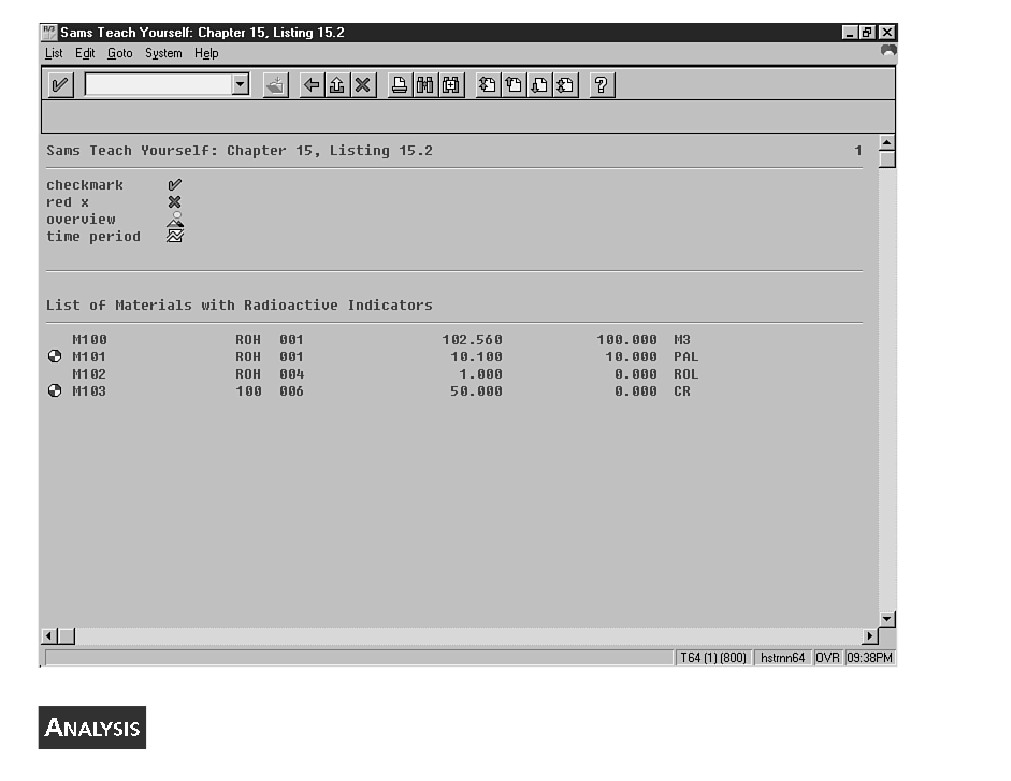 Sams Teach Yourself: Chapter 15, Listing 15.2
List Edit Goto System Help
Sams Teach Yourself: Chapter 15, Listing 15.2 1
checkmark
red x
overview
time period
List of Materials with Radioactive Indicators
M100 ROH 001 102.560 100.000 M3
M101 ROH 001 10.100 10.000 PAL
M102 ROH 004 1.000 0.000 ROL
M103 100 006 50.000 0.000 CR
T64 (1) (800) hstrnn64 OVR 09:38PM
ANALYSIS